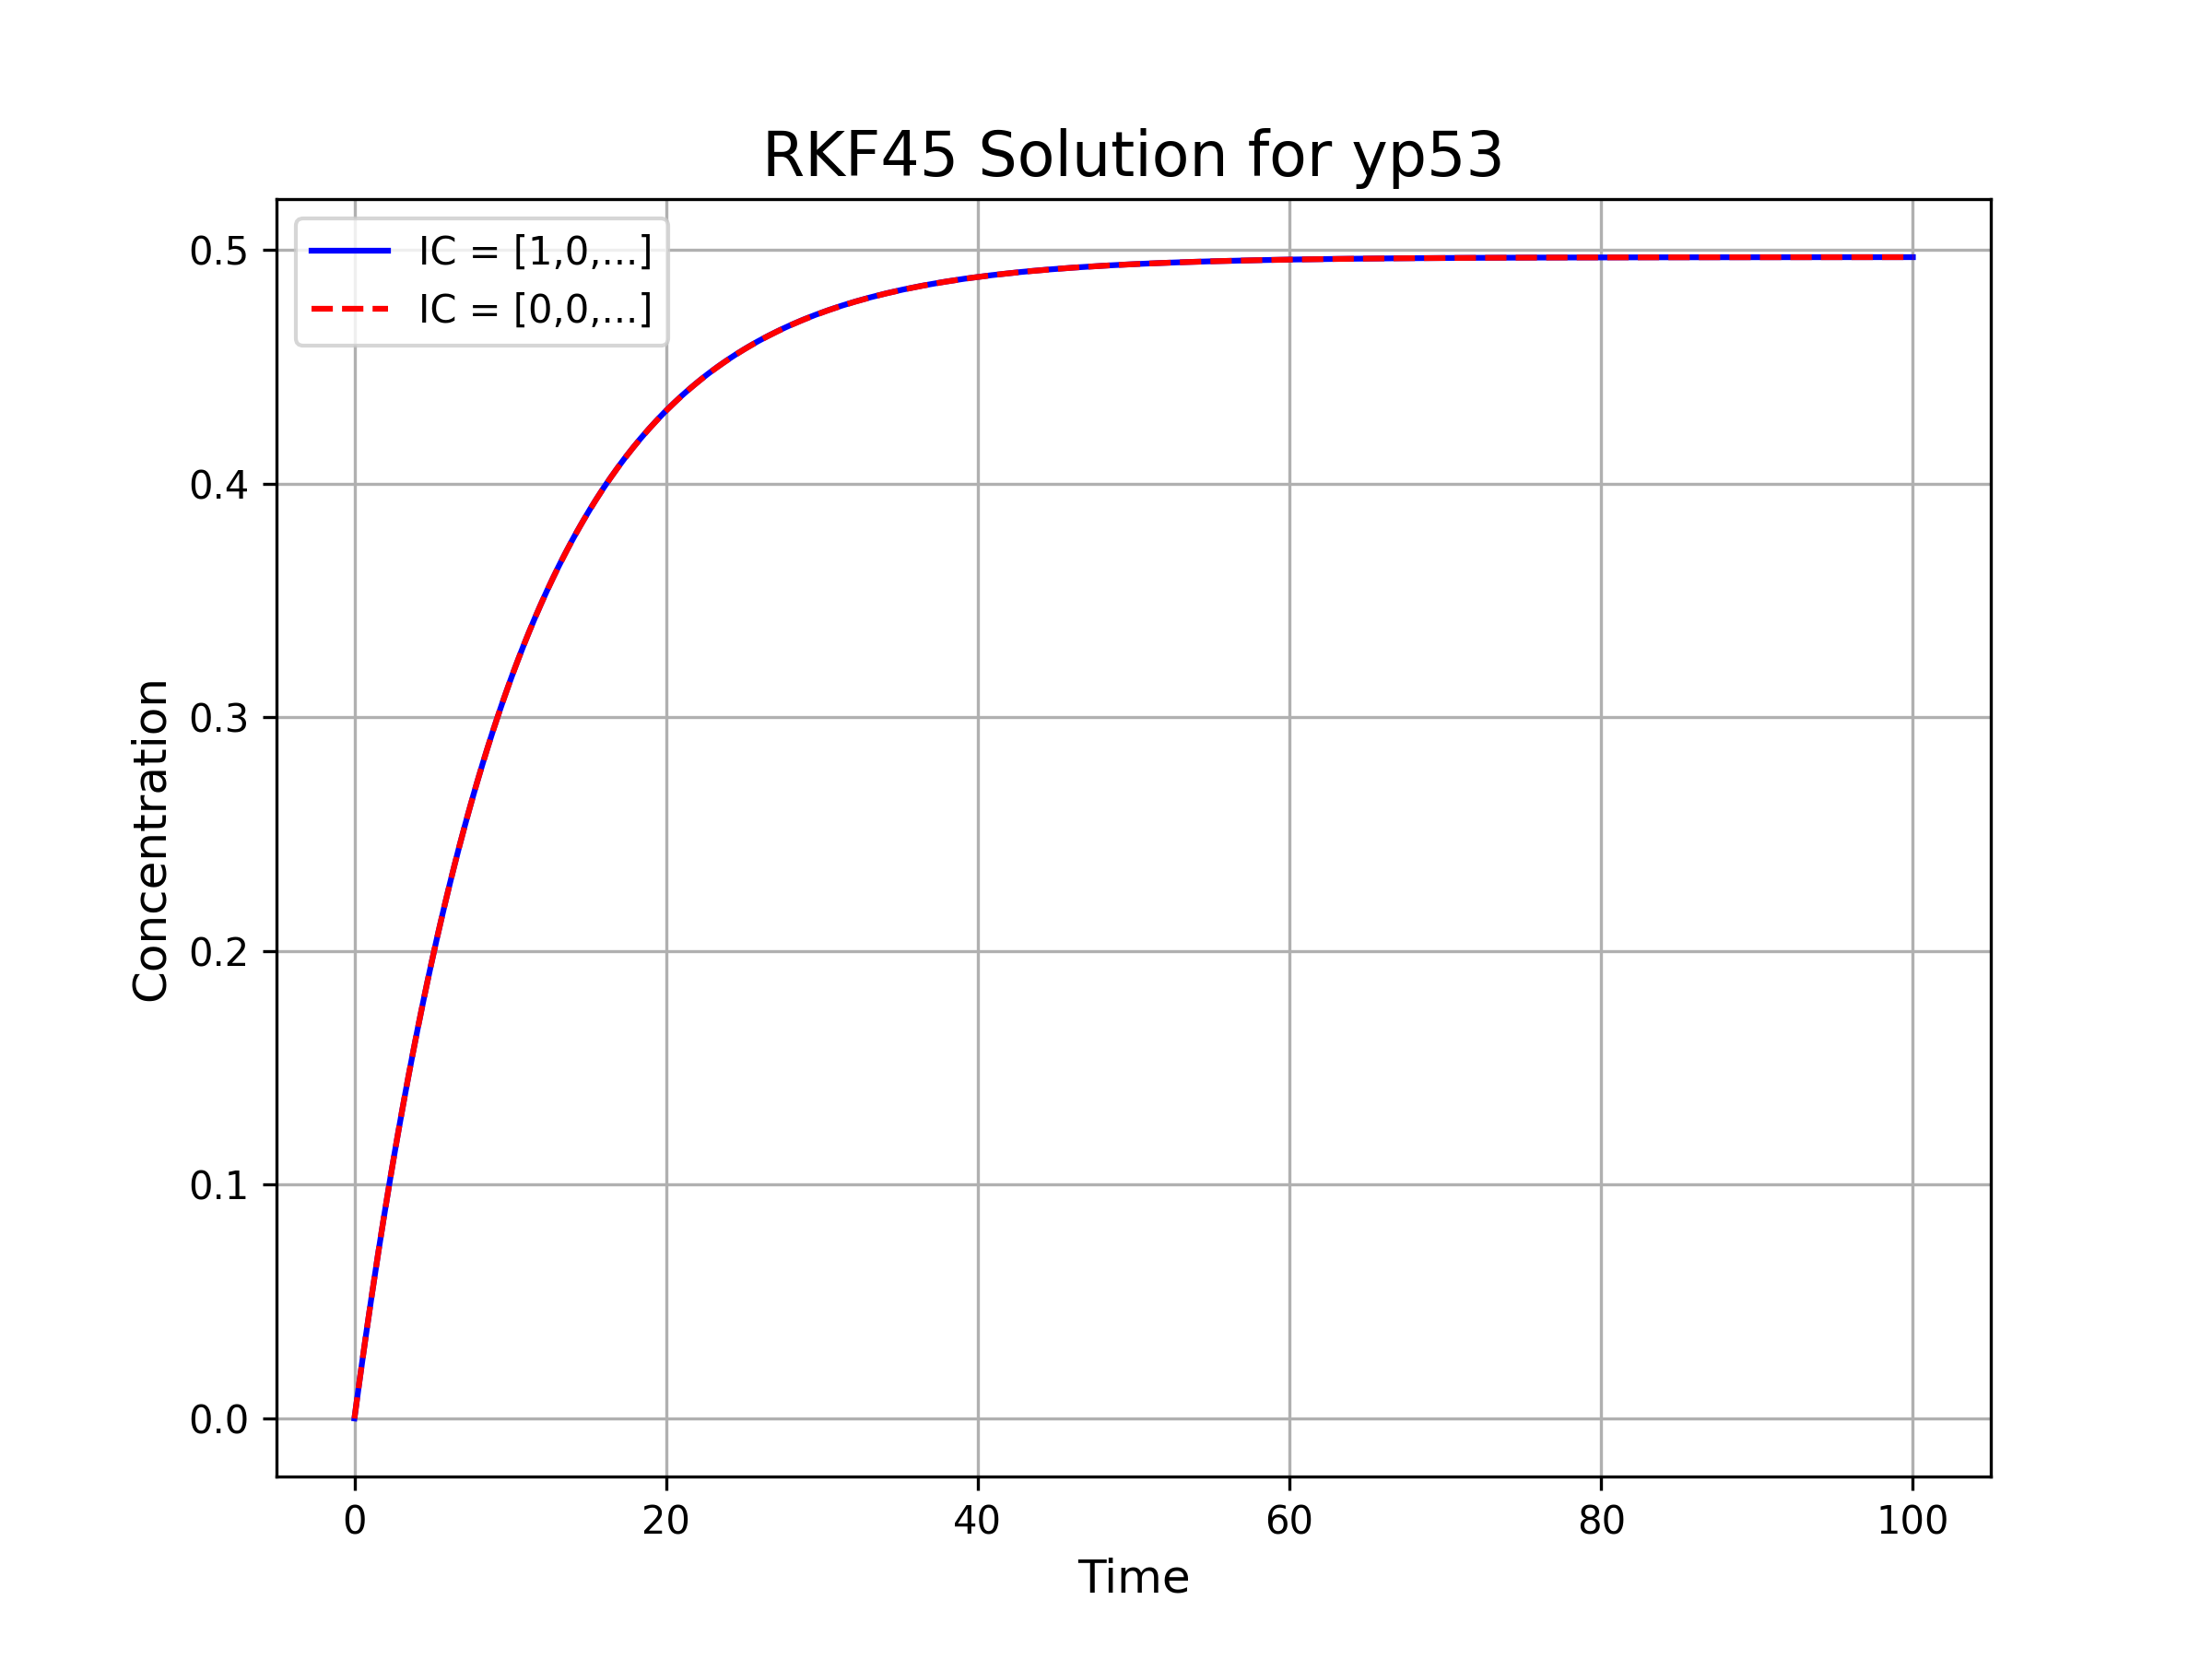 RKF45 Solution for yp53
IC = [1,0,...]
IC = [0,0,...]
0.5
0.4
0.3
0.2
0.1
0.0
Concentration
0 20 40 60 80 100
Time